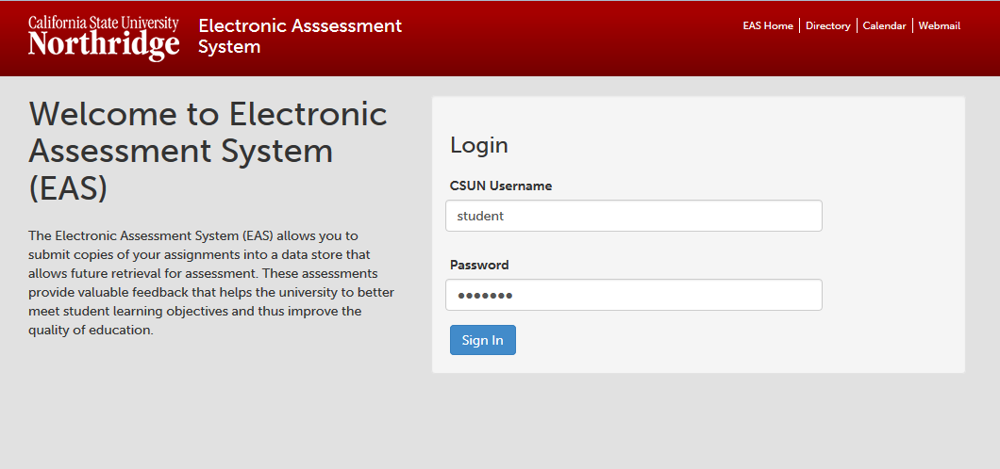 California State University
Northridge
Electronic Asssessment
System
EAS Home
Directory
Calendar
Webmail
Welcome to Electronic
Assessment System
(EAS)
The Electronic Assessment System (EAS) allows you to
submit copies of your assignments into a data store that
allows future retrieval for assessment. These assessments
provide valuable feedback that helps the university to better
meet student learning objectives and thus improve the
quality of education.
Login
CSUN Username
student
Password
•••••••
Sign In